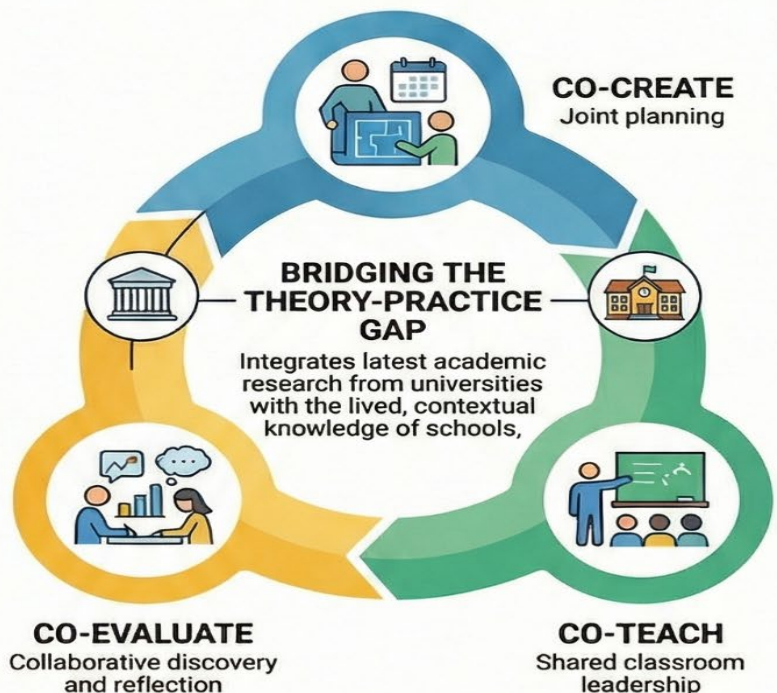 CO-CREATE
Joint planning
BRIDGING THE
THEORY-PRACTICE
GAP
Integrates latest academic
research from universities
with the lived, contextual
knowledge of schools,
CO-EVALUATE
Collaborative discovery
and reflection
CO-TEACH
Shared classroom
leadership